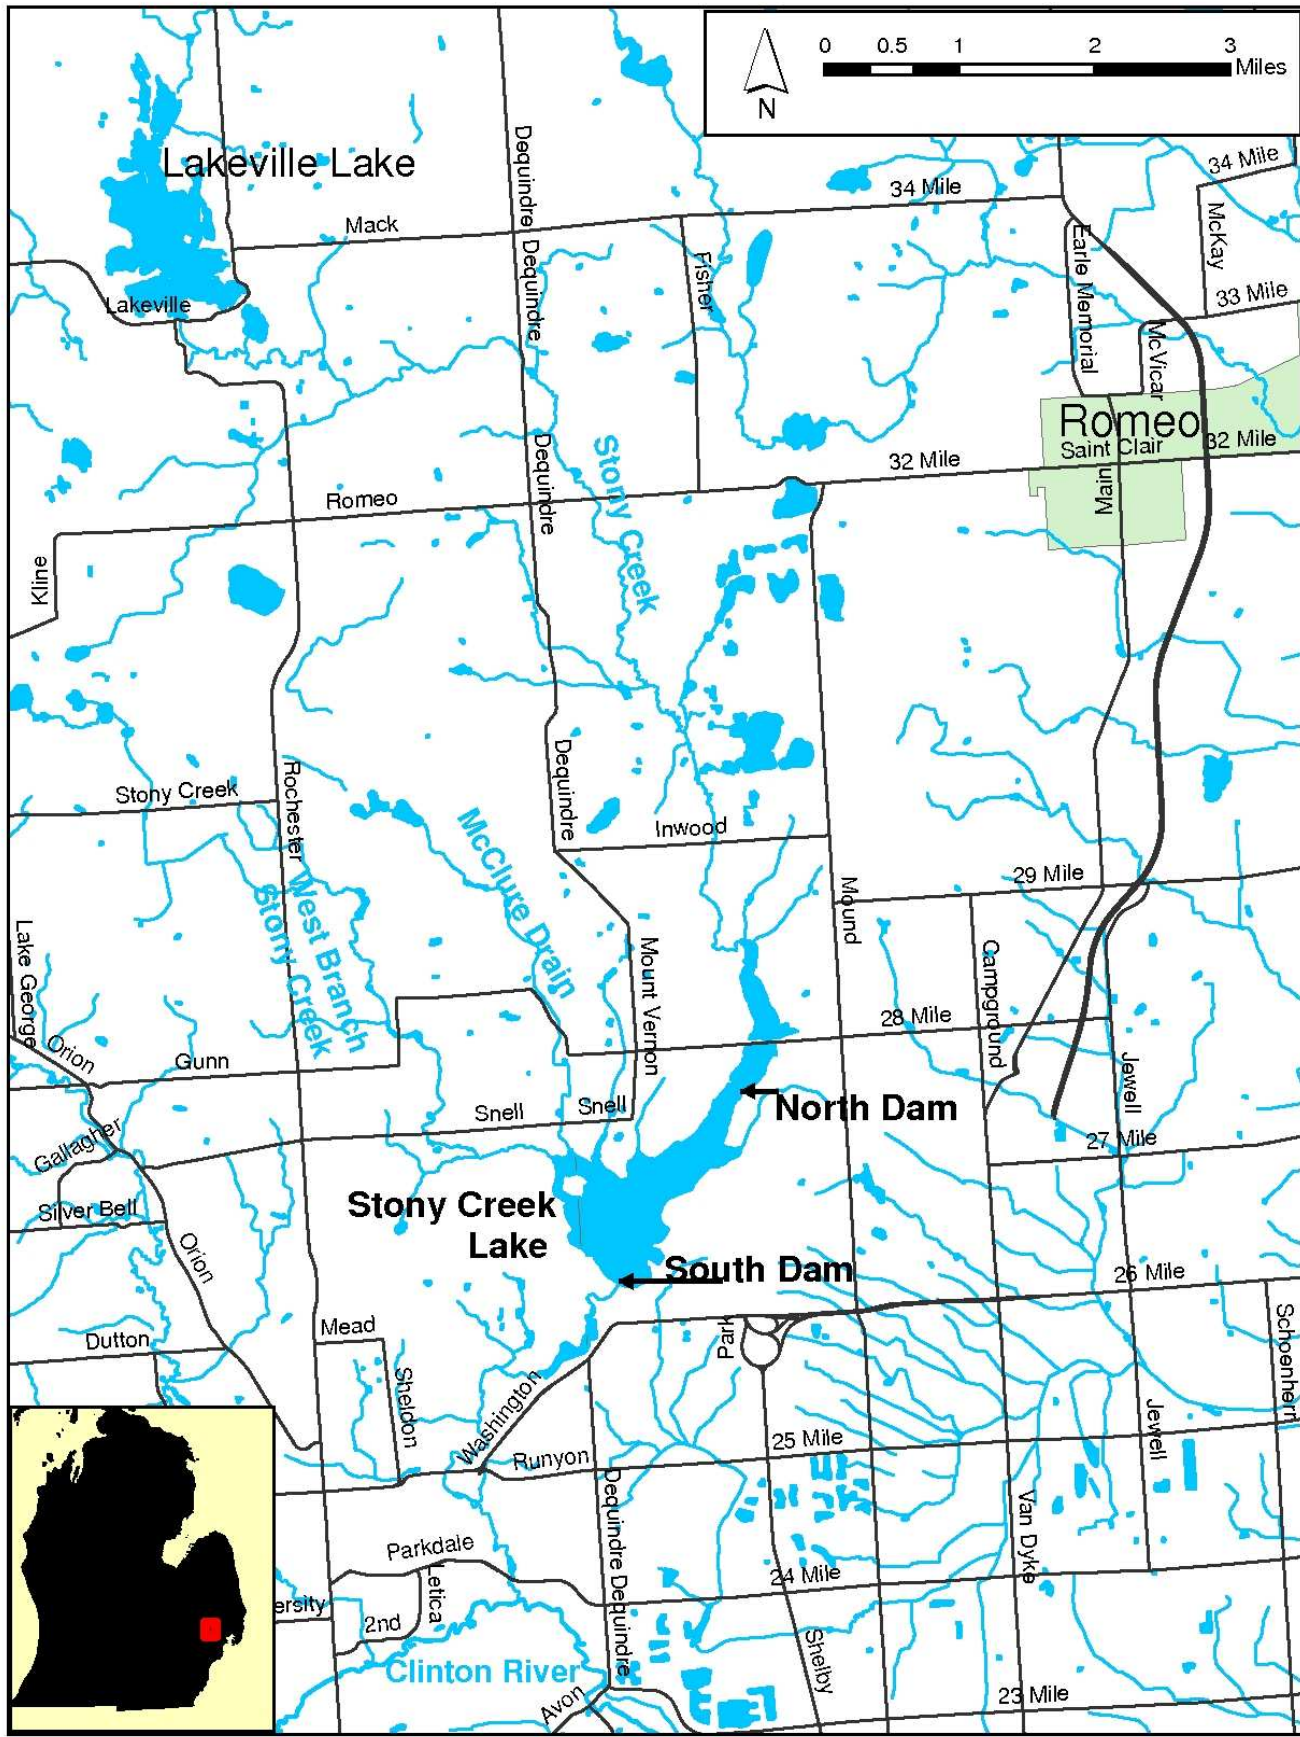 0 0.5 1 2 3
Miles
N
Lakeville Lake
Dequindre
34 Mile
34 Mile
Mack
McKay
Dequindre
Fisher
Earle Memorial
33 Mile
Lakeville
McVicar
Romeo
Saint Clair
32 Mile
32 Mile
Dequindre
Stony Creek
Romeo
Main
Kline
Dequindre
Stony Creek
Rochester
McClure Drain
Inwood
29 Mile
Mound
West Branch
Stony Creek
Lake George
Mount Vernon
Campground
28 Mile
Orion
Gunn
Jewell
North Dam
Snell
Snell
Gallagher
27 Mile
Silver Bell
Stony Creek
Lake
Orion
South Dam
26 Mile
Schoenherr
Mead
Park
Dutton
Sheldon
Washington
Jewell
25 Mile
Runyon
Dequindre
Van Dyke
Parkdale
24 Mile
Letica
Dequindre
ersity
2nd
Shelby
Clinton River
23 Mile
Avon